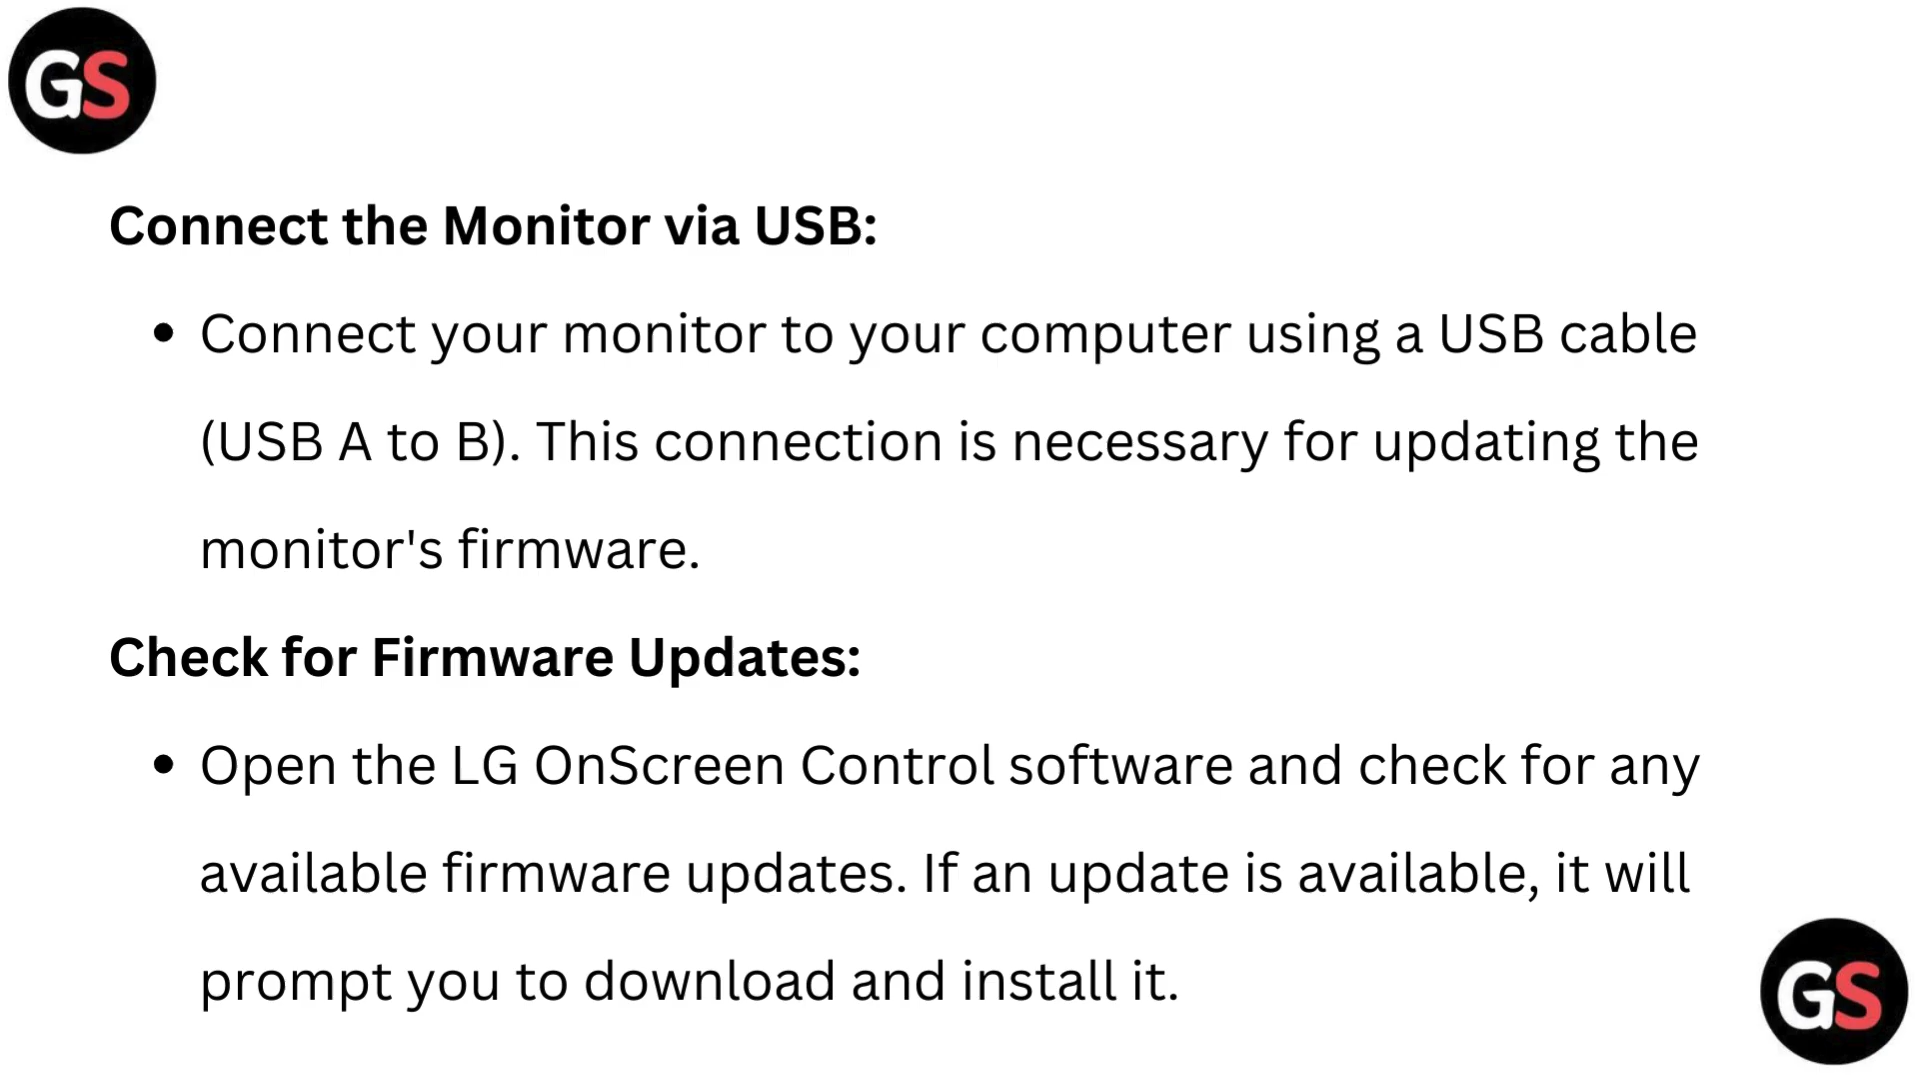 GS
Connect the Monitor via USB:
• Connect your monitor to your computer using a USB cable
(USB A to B). This connection is necessary for updating the
monitor's firmware.
Check for Firmware Updates:
• Open the LG OnScreen Control software and check for any
available firmware updates. If an update is available, it will
prompt you to download and install it.
GS